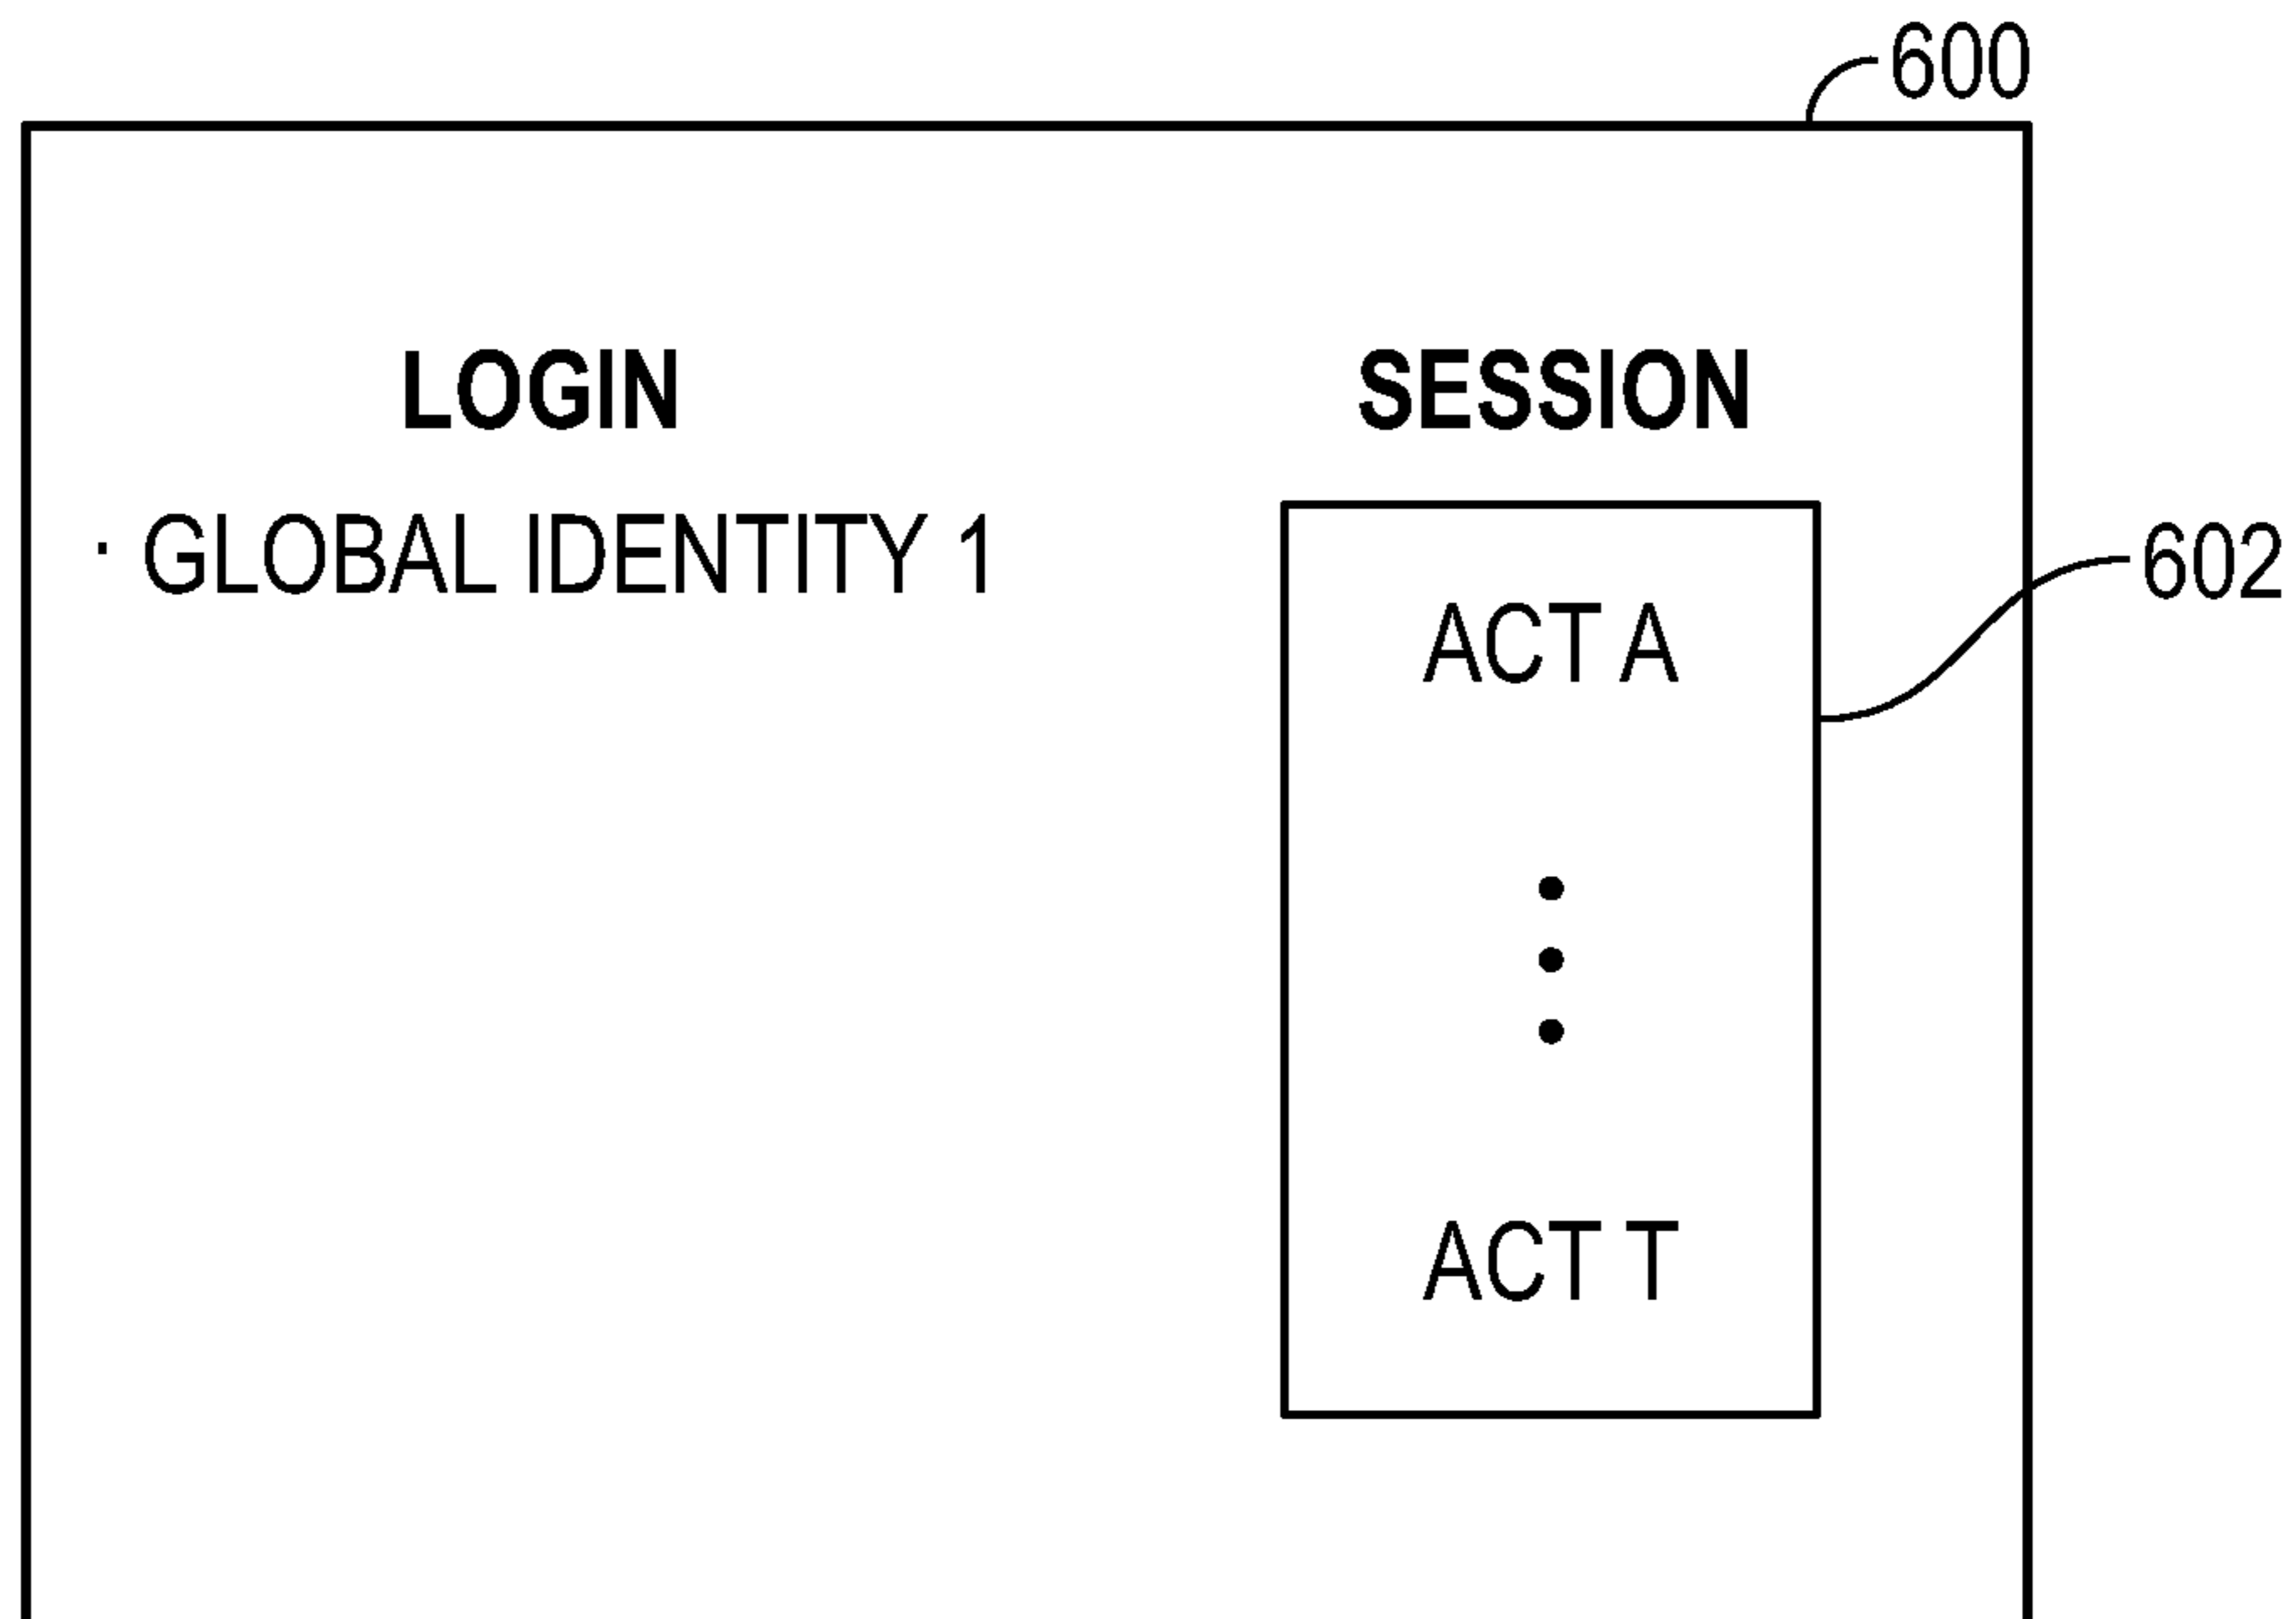 600
LOGIN SESSION
· GLOBAL IDENTITY 1
602
ACT A
ACT T